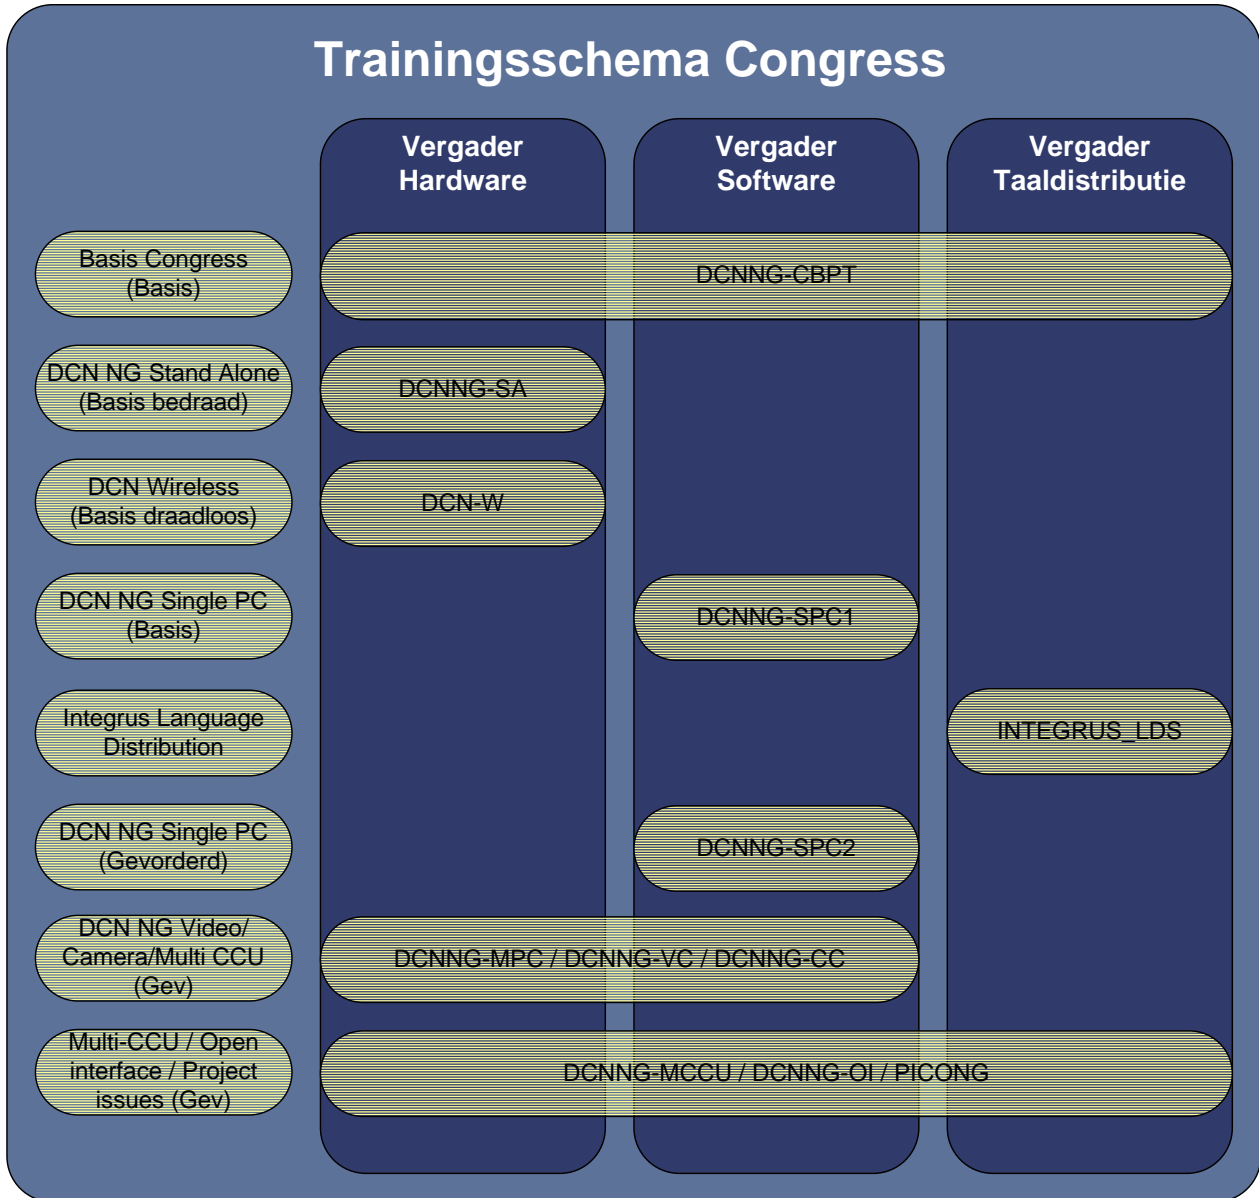 Trainingsschema Congress
Vergader
Hardware
Vergader
Software
Vergader
Taaldistributie
Basis Congress
(Basis)
DCNNG-CBPT
DCN NG Stand Alone
(Basis bedraad)
DCNNG-SA
DCN Wireless
(Basis draadloos)
DCN-W
DCN NG Single PC
(Basis)
DCNNG-SPC1
Integrus Language
Distribution
INTEGRUS_LDS
DCN NG Single PC
(Gevorderd)
DCNNG-SPC2
DCN NG Video/
Camera/Multi CCU
(Gev)
DCNNG-MPC / DCNNG-VC / DCNNG-CC
Multi-CCU / Open
interface / Project
issues (Gev)
DCNNG-MCCU / DCNNG-OI / PICONG